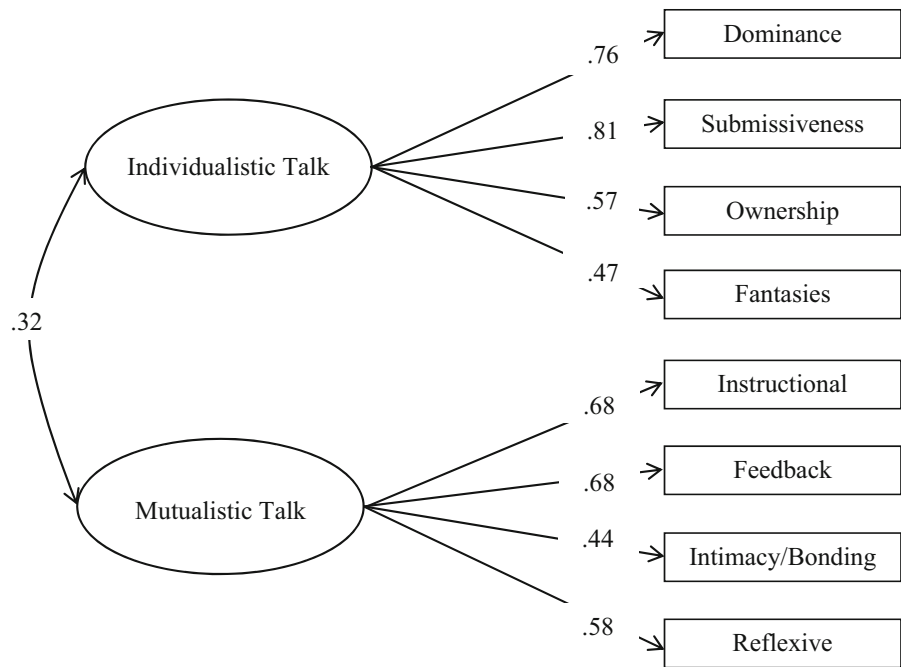 Dominance
.76
Submissiveness
.81
Individualistic Talk
.57
Ownership
.47
Fantasies
.32
Instructional
.68
Feedback
.68
Mutualistic Talk
.44
Intimacy/Bonding
.58
Reflexive